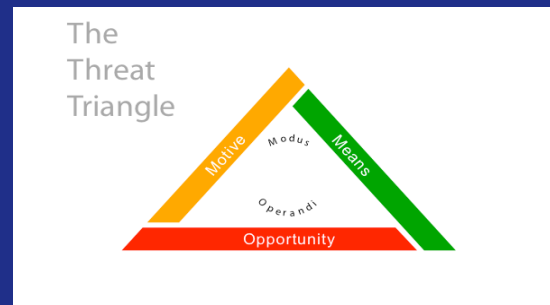 The
Threat
Triangle
Motive
Modus
Means
Operandi
Opportunity